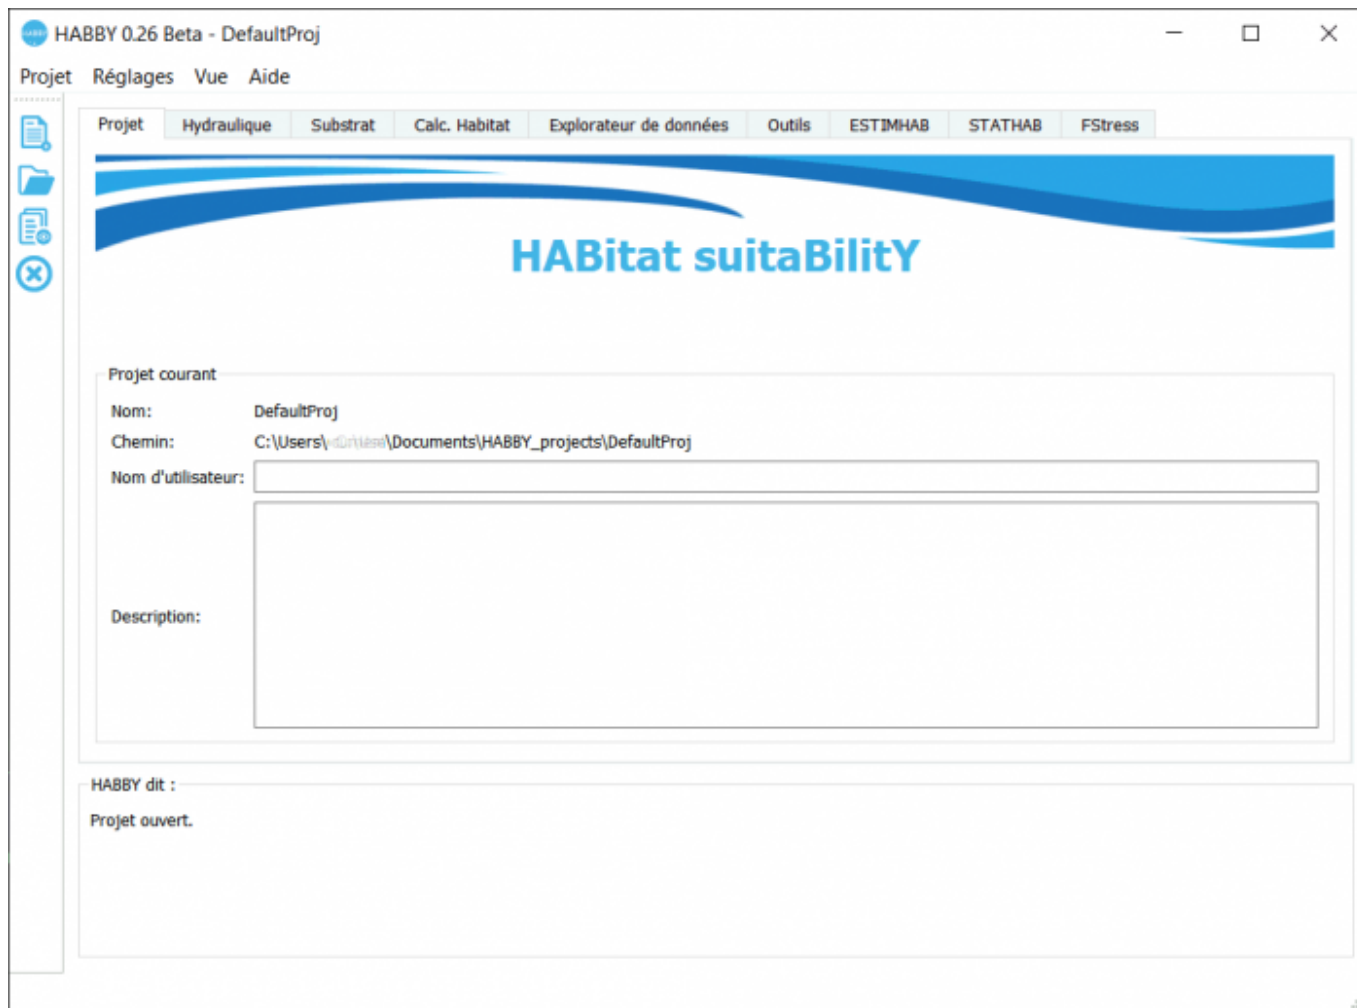 HABBY 0.26 Beta - DefaultProj
Projet Réglages Vue Aide
Projet Hydraulique Substrat Calc. Habitat Explorateur de données Outils ESTIMHAB STATHAB FStress
HABitat suitaBilitY
Projet courant
Nom: DefaultProj
Chemin: C:\Users\ \Documents\HABBY_projects\DefaultProj
Nom d'utilisateur:
Description:
HABBY dit :
Projet ouvert.